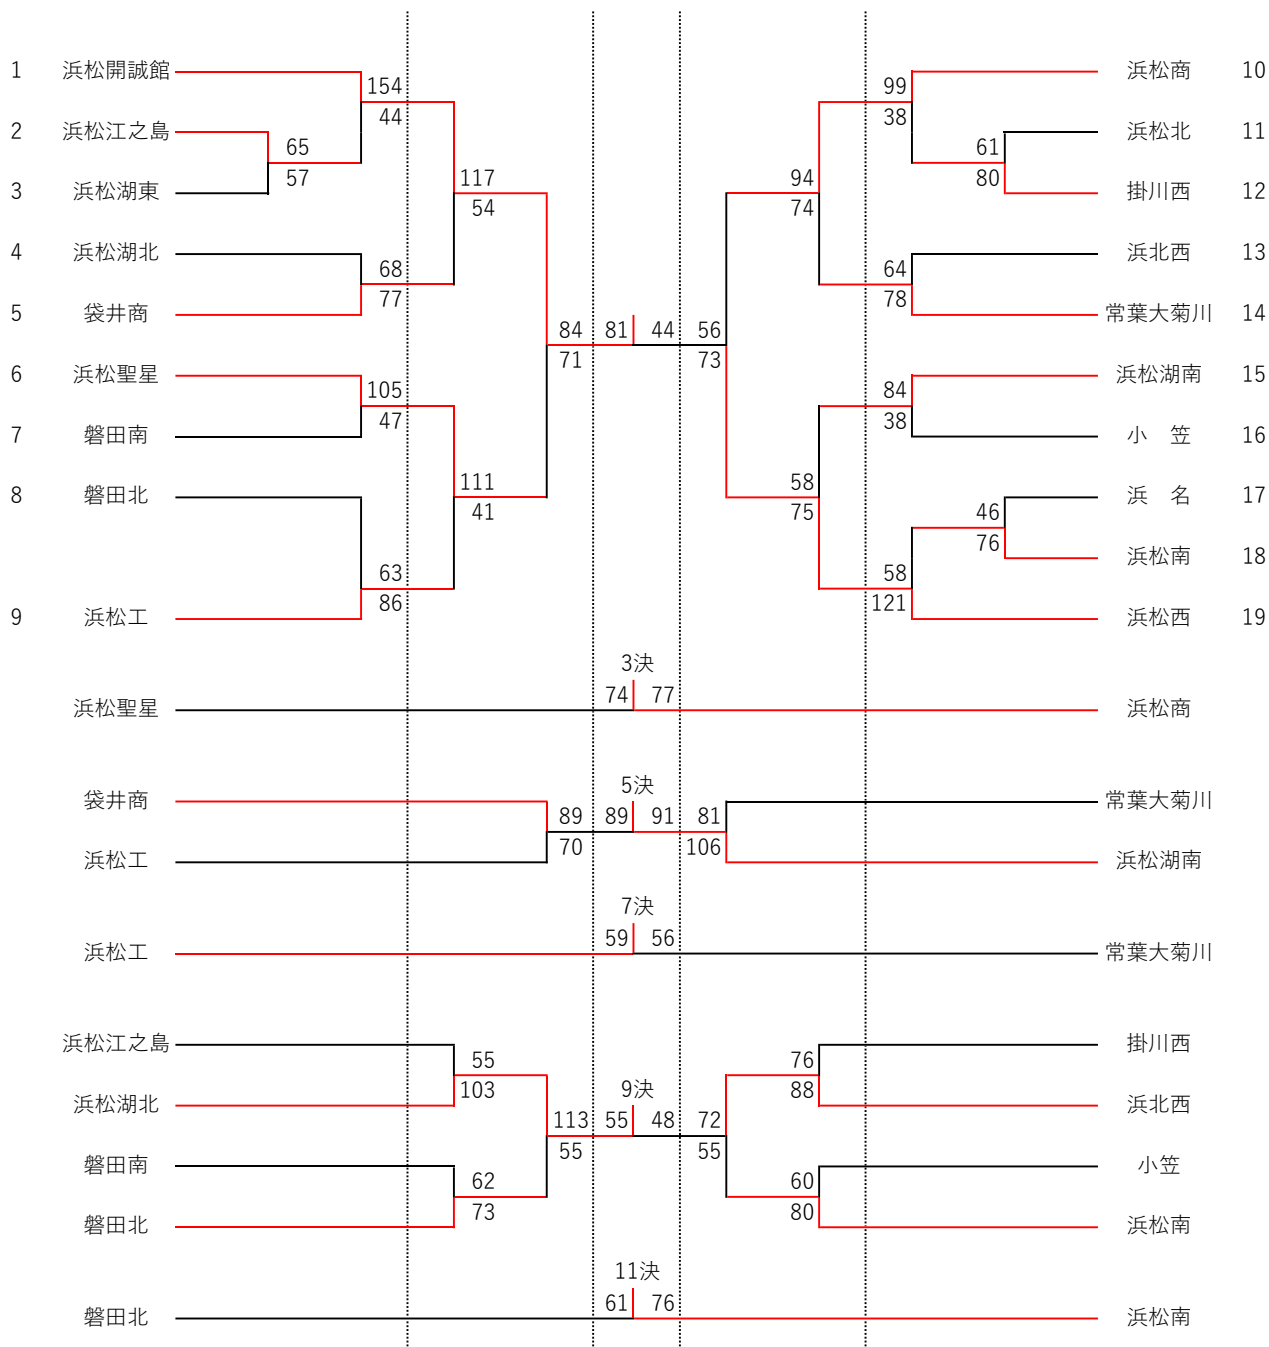 1 浜松開誠館 154 99 浜松商 10
44 38
2 浜松江之島 65 61 浜松北 11
57 80
3 浜松湖東 117 94 掛川西 12
54 74
4 浜松湖北 68 64 浜北西 13
77 78
5 袋井商 84 81 44 56 常葉大菊川 14
71 73
6 浜松聖星 105 84 浜松湖南 15
47 38
7 磐田南 小　笠 16
111 58
8 磐田北 41 75 46 浜　名 17
76 浜松南 18
63 58
86 121
9 浜松工 浜松西 19
3決
浜松聖星 74 77 浜松商
5決
袋井商 89 89 91 81 常葉大菊川
70 106
浜松工 浜松湖南
7決
浜松工 59 56 常葉大菊川
浜松江之島 55 76 掛川西
103 88
浜松湖北 9決 浜北西
113 55 48 72
55 55
磐田南 62 60 小笠
73 80
磐田北 浜松南
11決
磐田北 61 76 浜松南